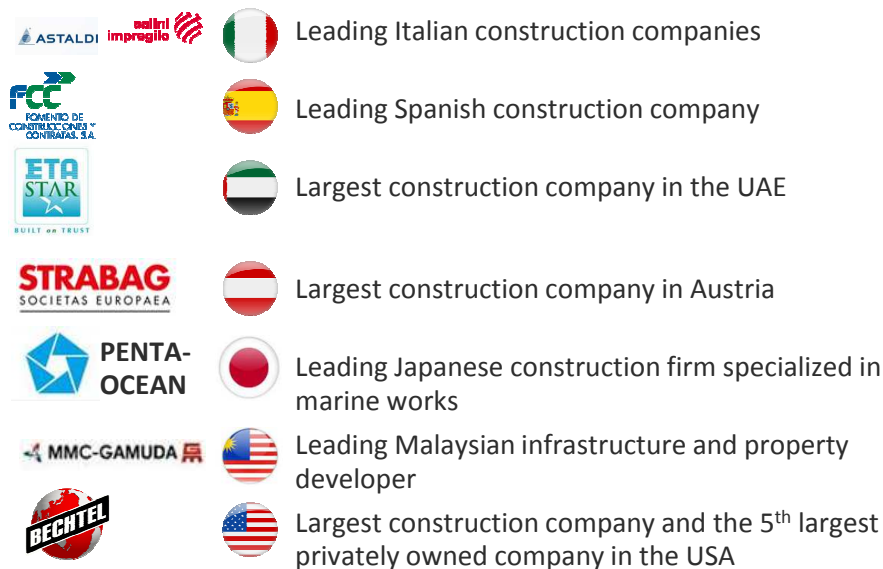 ASTALDI
salini
impregilo
Leading Italian construction companies
FCC
FOMENTO DE
CONSTRUCCIONES Y
CONTRATAS, S.A.
Leading Spanish construction company
ETA
STAR
BUILT on TRUST
Largest construction company in the UAE
STRABAG
SOCIETAS EUROPAEA
Largest construction company in Austria
PENTA-
OCEAN
Leading Japanese construction firm specialized in
marine works
MMC-GAMUDA
Leading Malaysian infrastructure and property
developer
BECHTEL
Largest construction company and the 5th largest
privately owned company in the USA